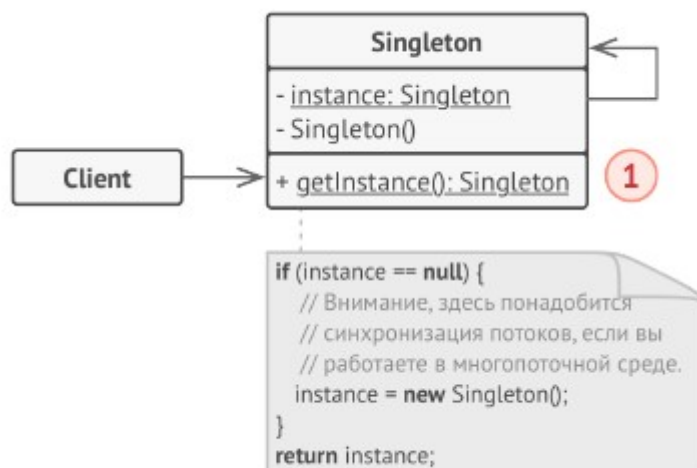 Singleton
- instance: Singleton
- Singleton()
Client
+ getInstance(): Singleton
1
if (instance == null) {
// Внимание, здесь понадобится
// синхронизация потоков, если вы
// работаете в многопоточной среде.
instance = new Singleton();
}
return instance;